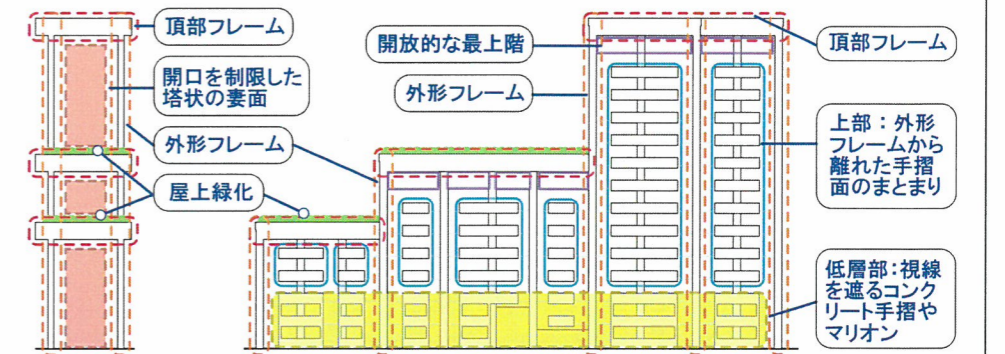 頂部フレーム
開口を制限した
塔状の妻面
外形フレーム
屋上緑化
開放的な最上階
外形フレーム
頂部フレーム
上部：外形
フレームから
離れた手摺
面のまとまり
低層部：視線
を遮るコンク
リート手摺や
マリオン